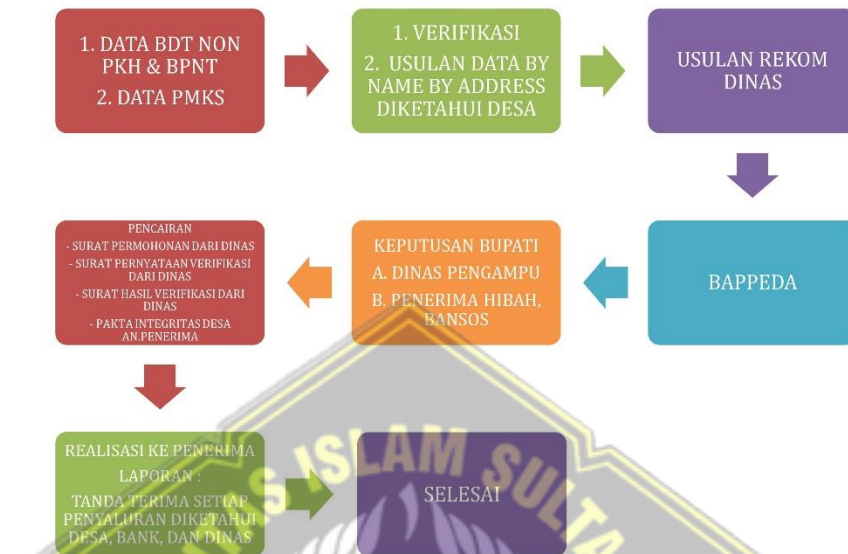 1. DATA BDT NON
PKH & BPNT
2. DATA PMKS
1. VERIFIKASI
2. USULAN DATA BY
NAME BY ADDRESS
DIKETAHUI DESA
USULAN REKOM
DINAS
BAPPEDA
KEPUTUSAN BUPATI
A. DINAS PENGAMPU
B. PENERIMA HIBAH,
BANSOS
PENCAIRAN
- SURAT PERMOHONAN DARI DINAS
- SURAT PERNYATAAN VERIFIKASI
DARI DINAS
- SURAT HASIL VERIFIKASI DARI
DINAS
- PAKTA INTEGRITAS DESA
AN.PENERIMA
REALISASI KE PENERIMA
LAPORAN :
TANDA TERIMA SETIAP
PENYALURAN DIKETAHUI
DESA, BANK, DAN DINAS
SELESAI
ISLAM SULTA